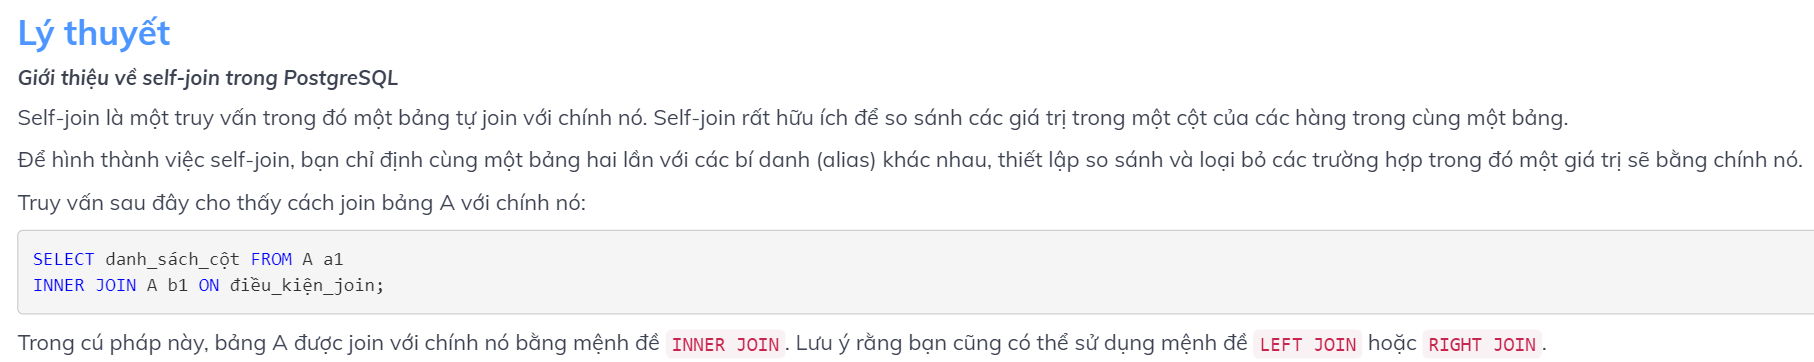 Lý thuyết
Giới thiệu về self-join trong PostgreSQL
Self-join là một truy vấn trong đó một bảng tự join với chính nó. Self-join rất hữu ích để so sánh các giá trị trong một cột của các hàng trong cùng một bảng.
Để hình thành việc self-join, bạn chỉ định cùng một bảng hai lần với các bí danh (alias) khác nhau, thiết lập so sánh và loại bỏ các trường hợp trong đó một giá trị sẽ bằng chính nó.
Truy vấn sau đây cho thấy cách join bảng A với chính nó:
SELECT danh_sách_cột FROM A a1
INNER JOIN A b1 ON điều_kiện_join;
Trong cú pháp này, bảng A được join với chính nó bằng mệnh đề INNER JOIN. Lưu ý rằng bạn cũng có thể sử dụng mệnh đề LEFT JOIN hoặc RIGHT JOIN.